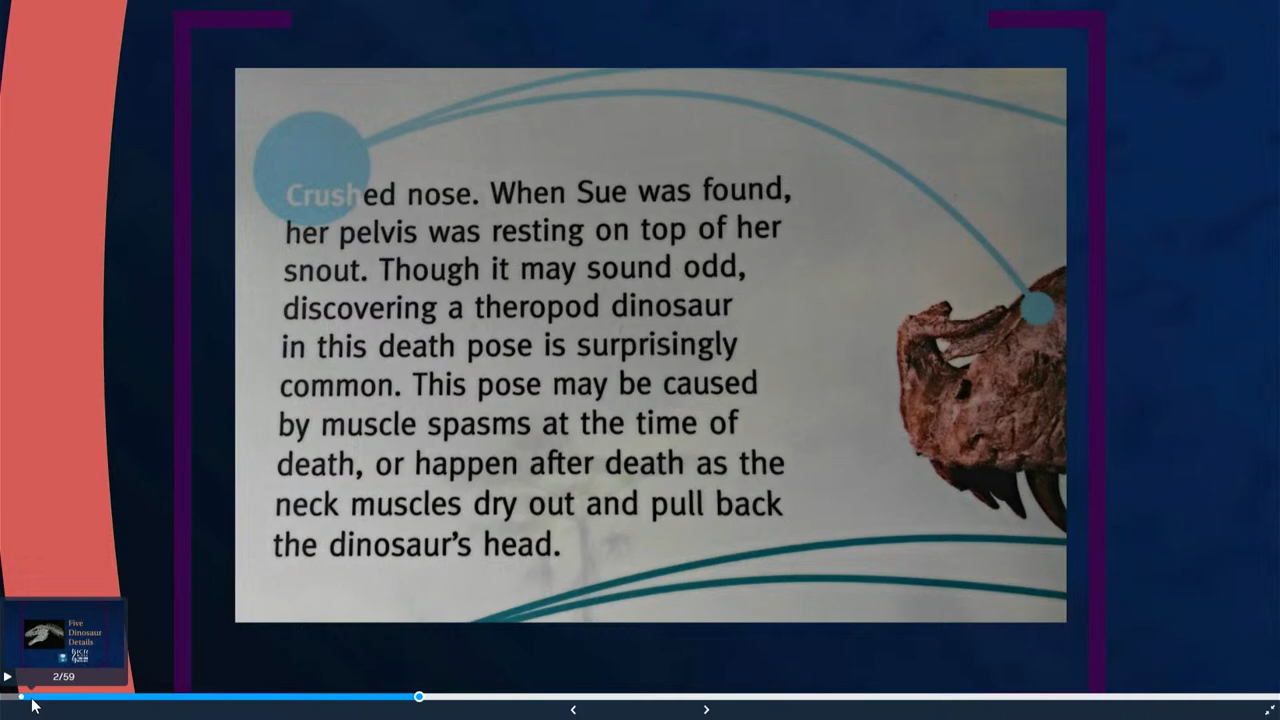 Crushed nose. When Sue was found,
her pelvis was resting on top of her
snout. Though it may sound odd,
discovering a theropod dinosaur
in this death pose is surprisingly
common. This pose may be caused
by muscle spasms at the time of
death, or happen after death as the
neck muscles dry out and pull back
the dinosaur’s head.
Five
Dinosaur
Details
2/59